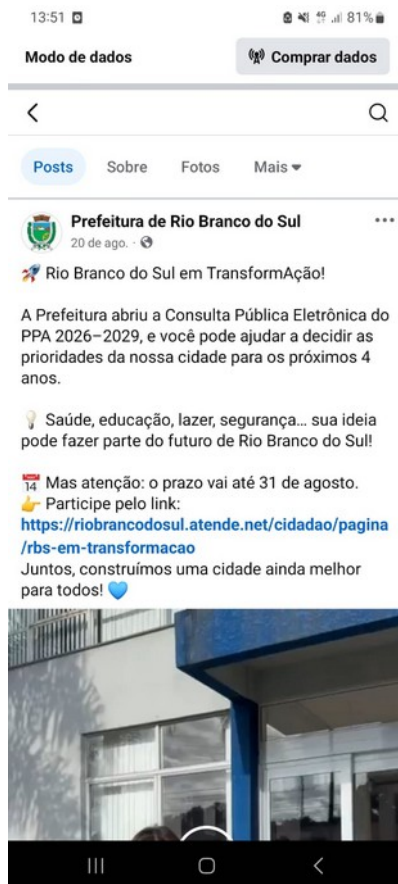 13:51 4G 81%
Modo de dados
Comprar dados
Posts Sobre Fotos Mais
Prefeitura de Rio Branco do Sul
20 de ago. ·
🚀 Rio Branco do Sul em TransformAção!
A Prefeitura abriu a Consulta Pública Eletrônica do
PPA 2026–2029, e você pode ajudar a decidir as
prioridades da nossa cidade para os próximos 4
anos.
💡 Saúde, educação, lazer, segurança... sua ideia
pode fazer parte do futuro de Rio Branco do Sul!
📅 Mas atenção: o prazo vai até 31 de agosto.
👉 Participe pelo link:
https://riobrancodosul.atende.net/cidadao/pagina
/rbs-em-transformacao
Juntos, construímos uma cidade ainda melhor
para todos! 💙